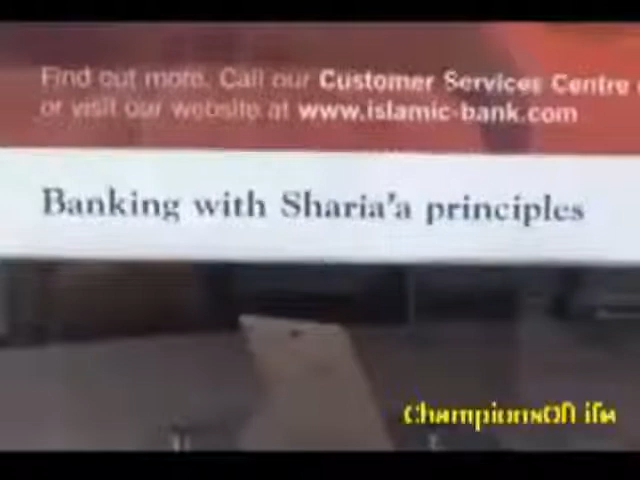 Find out more. Call our Customer Services Centre
or visit our website at www.islamic-bank.com
Banking with Sharia'a principles
ChampionsOfLife